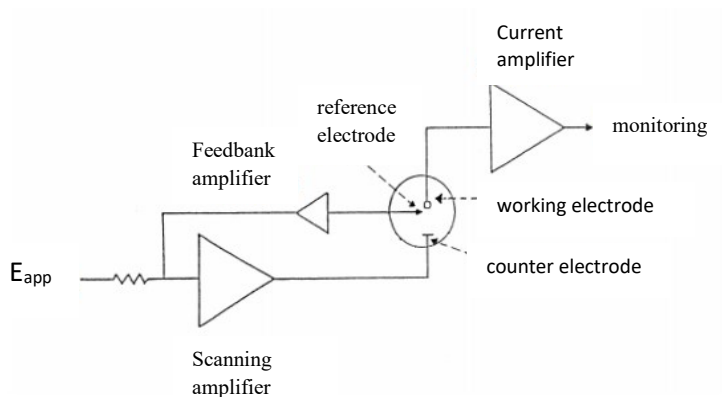 Current
amplifier
reference
electrode
monitoring
Feedbank
amplifier
working electrode
counter electrode
Eapp
Scanning
amplifier